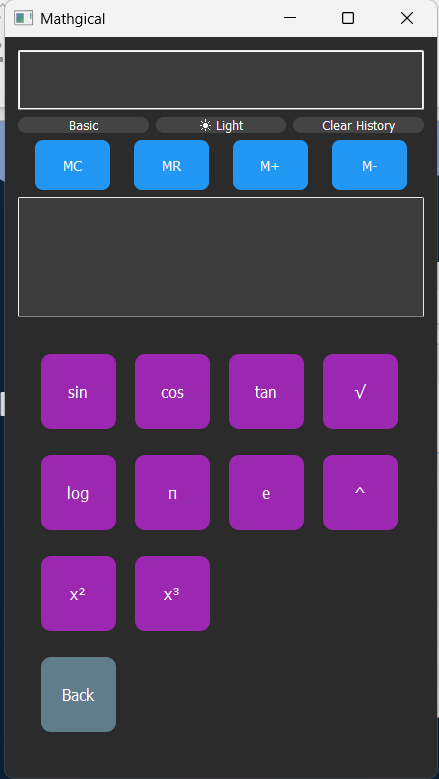 Mathgical
Basic ☀ Light Clear History
MC MR M+ M-
sin cos tan √
log π e ^
x² x³
Back